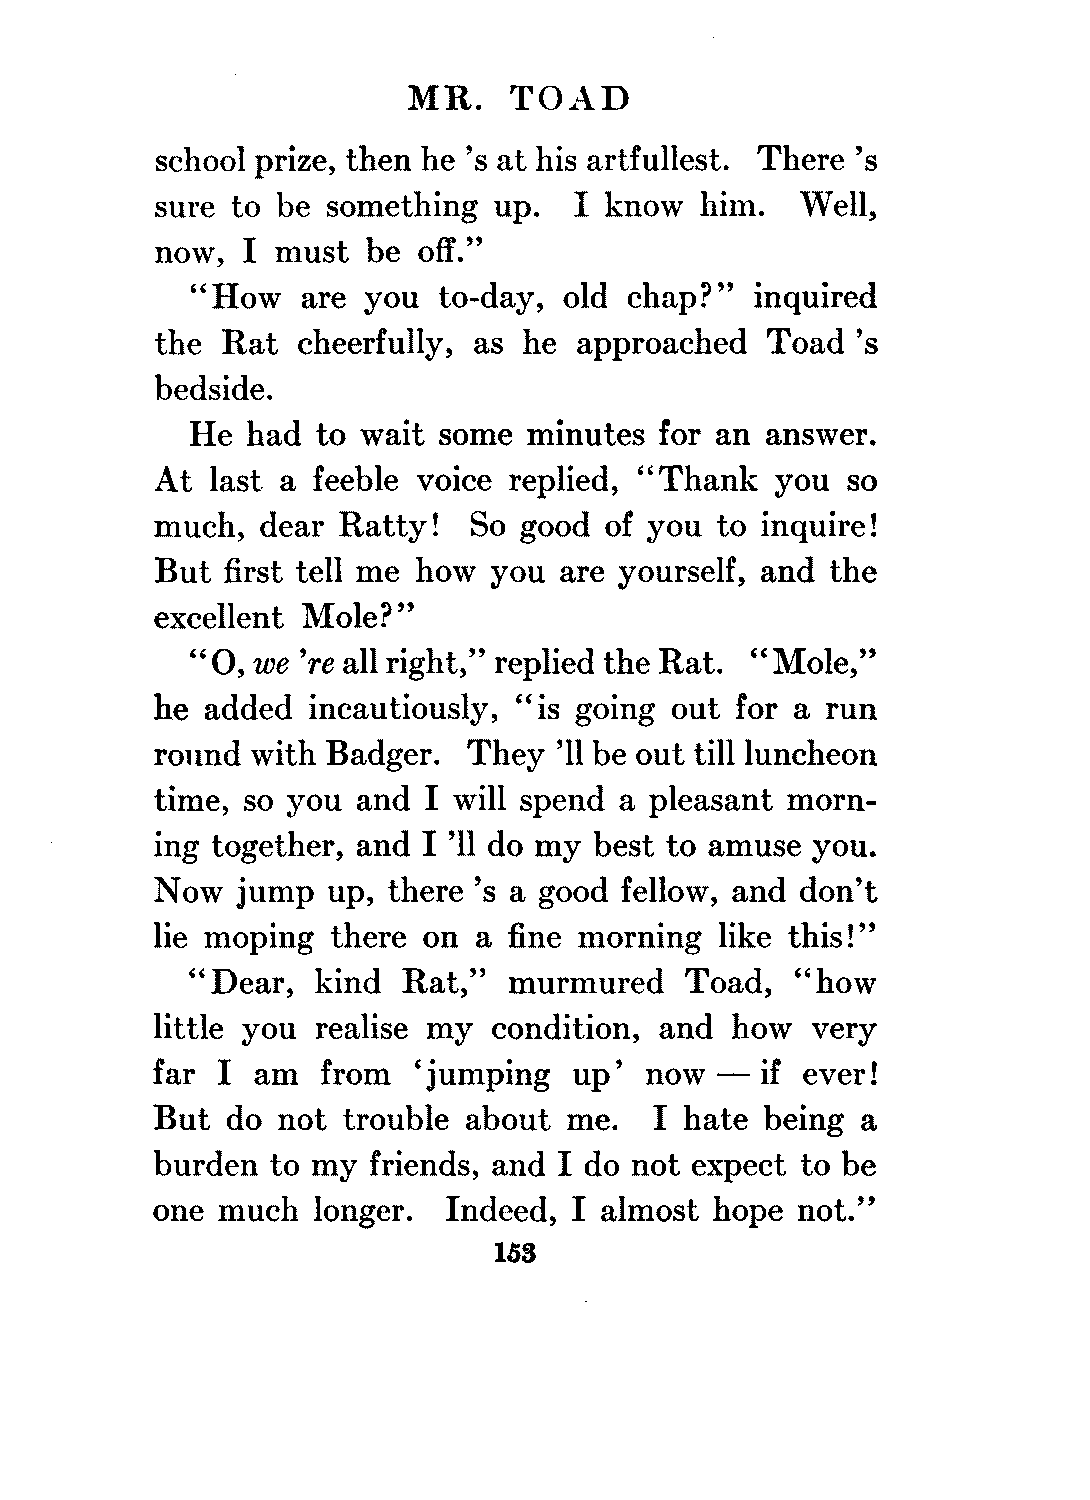 MR. TOAD
school prize, then he 's at his artfullest. There 's
sure to be something up. I know him. Well,
now, I must be off."
"How are you to-day, old chap?" inquired
the Rat cheerfully, as he approached Toad 's
bedside.
He had to wait some minutes for an answer.
At last a feeble voice replied, "Thank you so
much, dear Ratty! So good of you to inquire!
But first tell me how you are yourself, and the
excellent Mole?"
"O, we 're all right," replied the Rat. "Mole,"
he added incautiously, "is going out for a run
round with Badger. They 'll be out till luncheon
time, so you and I will spend a pleasant morn-
ing together, and I 'll do my best to amuse you.
Now jump up, there 's a good fellow, and don't
lie moping there on a fine morning like this!"
"Dear, kind Rat," murmured Toad, "how
little you realise my condition, and how very
far I am from 'jumping up' now — if ever!
But do not trouble about me. I hate being a
burden to my friends, and I do not expect to be
one much longer. Indeed, I almost hope not."
153